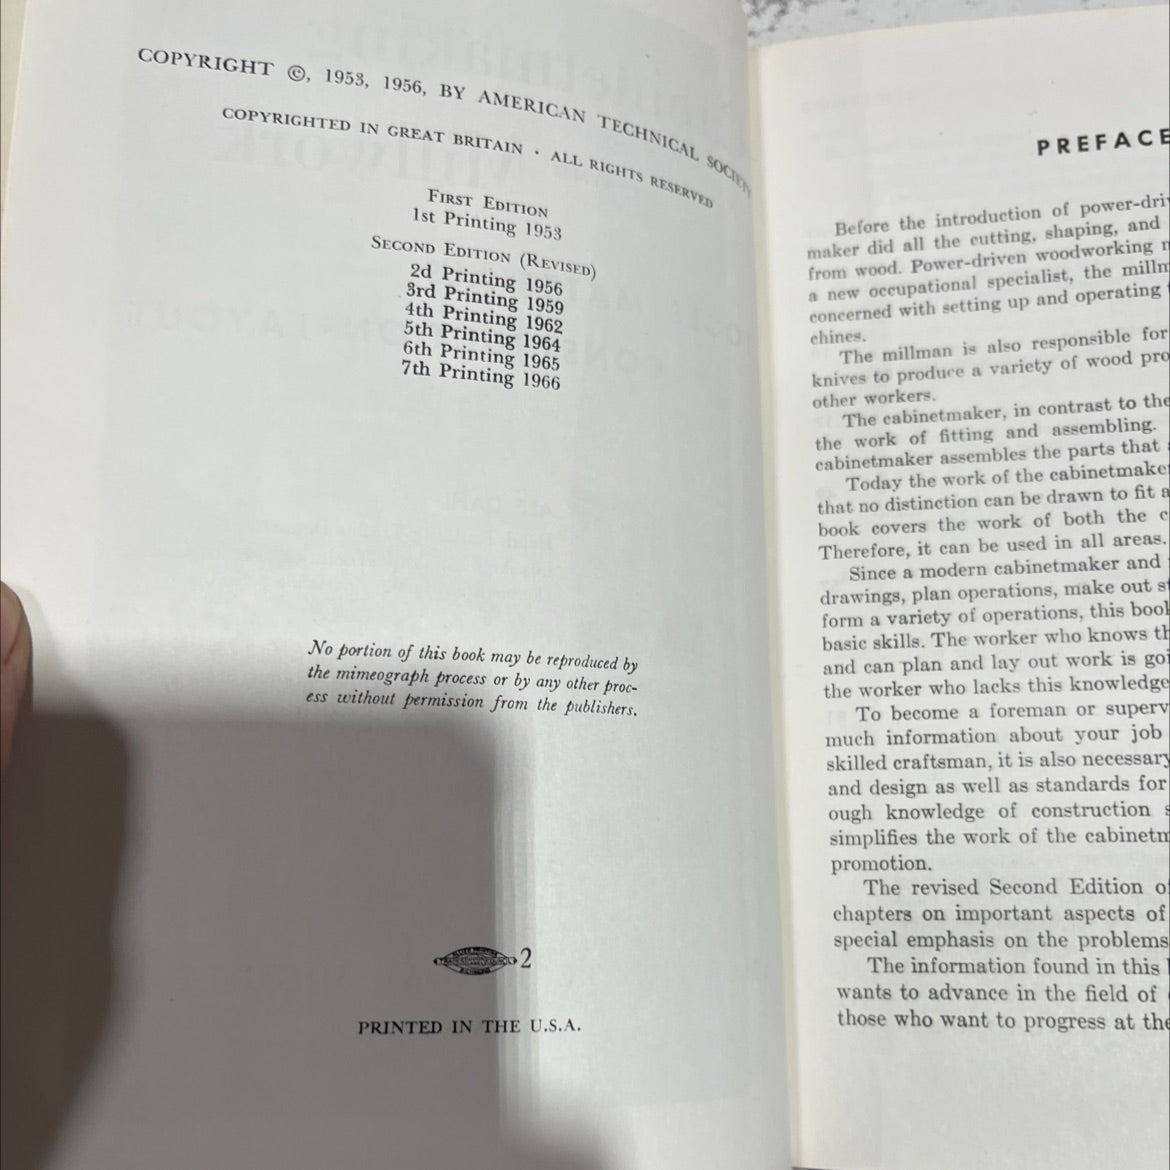 COPYRIGHT ©, 1953, 1956, BY AMERICAN TECHNICAL SOCIETY
COPYRIGHTED IN GREAT BRITAIN · ALL RIGHTS RESERVED
FIRST EDITION
1st Printing 1953
SECOND EDITION (REVISED)
2d Printing 1956
3rd Printing 1959
4th Printing 1962
5th Printing 1964
6th Printing 1965
7th Printing 1966
No portion of this book may be reproduced by
the mimeograph process or by any other proc-
ess without permission from the publishers.
2
PRINTED IN THE U.S.A.
PREFACE
Before the introduction of
maker did all the cutting, shaping, and
from wood. Power-driven woodworking
a new occupational specialist, the
concerned with setting up and operating
chines.
The millman is also responsible for
knives to produce a variety of wood
other workers.
The cabinetmaker, in contrast to the
the work of fitting and assembling.
cabinetmaker assembles the parts that
Today the work of the cabinetmaker
that no distinction can be drawn to fit
book covers the work of both the
Therefore, it can be used in all areas.
Since a modern cabinetmaker and
drawings, plan operations, make out
form a variety of operations, this book
basic skills. The worker who knows
and can plan and lay out work is
the worker who lacks this knowledge
To become a foreman or
much information about your job
skilled craftsman, it is also necessary
and design as well as standards for
ough knowledge of construction
simplifies the work of the
promotion.
The revised Second Edition
chapters on important aspects of
special emphasis on the problems
The information found in this
wants to advance in the field of
those who want to progress at the